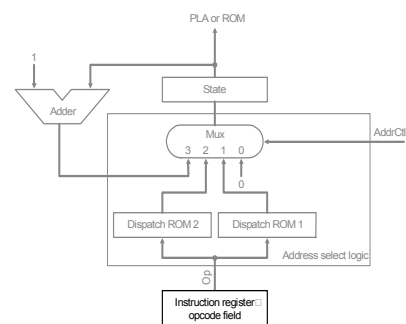 PLA or ROM
1
State
Adder
Mux
AddrCtl
3 2 1 0
0
Dispatch ROM 2
Dispatch ROM 1
Address select logic
Op
Instruction register
opcode field